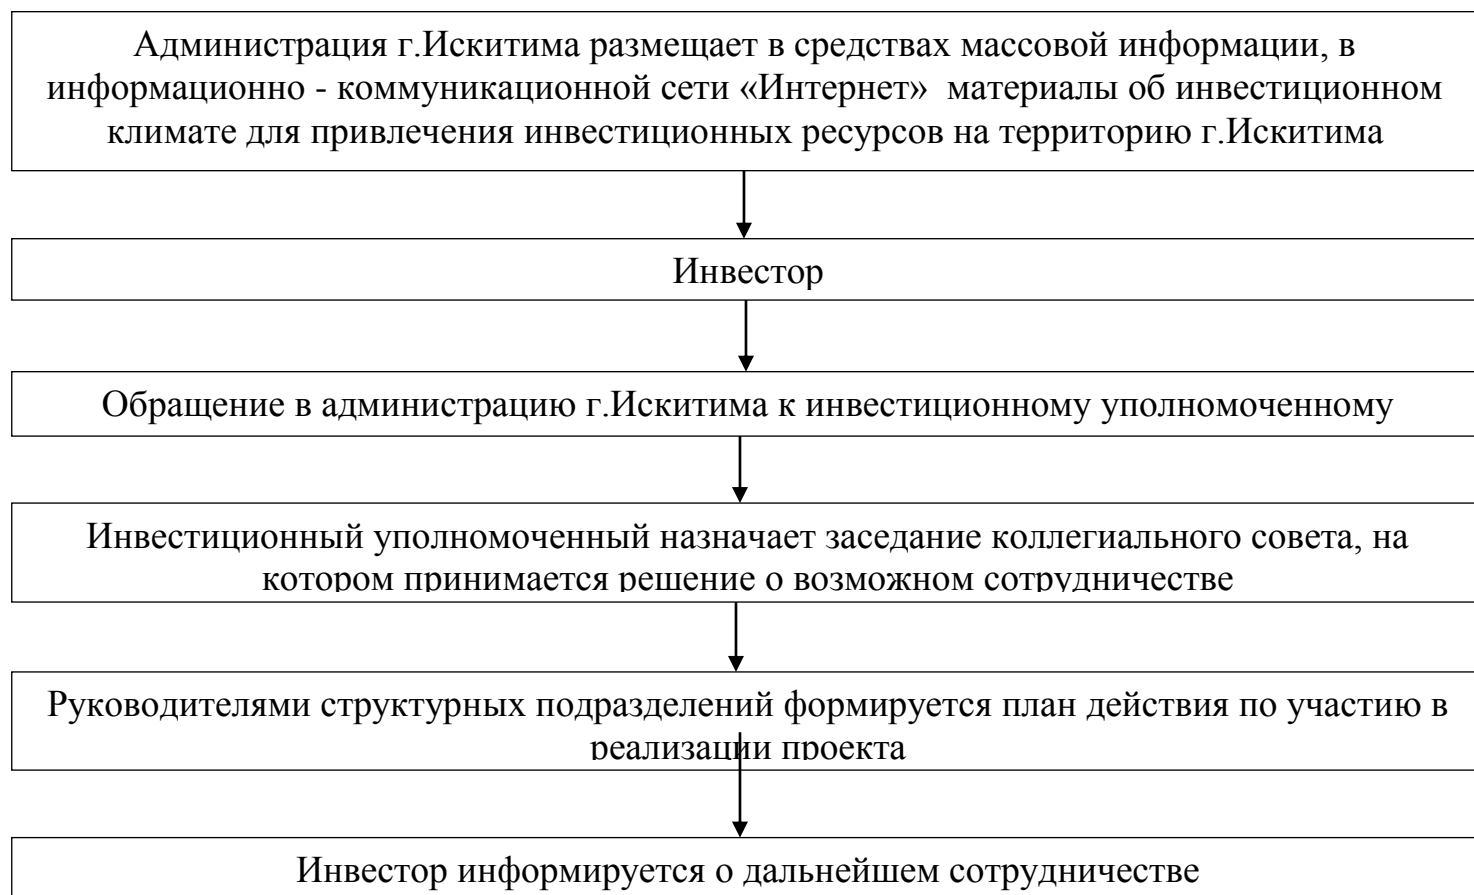 Администрация г.Искитима размещает в средствах массовой информации, в
информационно - коммуникационной сети «Интернет»  материалы об инвестиционном
климате для привлечения инвестиционных ресурсов на территорию г.Искитима
Инвестор
Обращение в администрацию г.Искитима к инвестиционному уполномоченному
Инвестиционный уполномоченный назначает заседание коллегиального совета, на
котором принимается решение о возможном сотрудничестве
Руководителями структурных подразделений формируется план действия по участию в
реализации проекта
Инвестор информируется о дальнейшем сотрудничестве